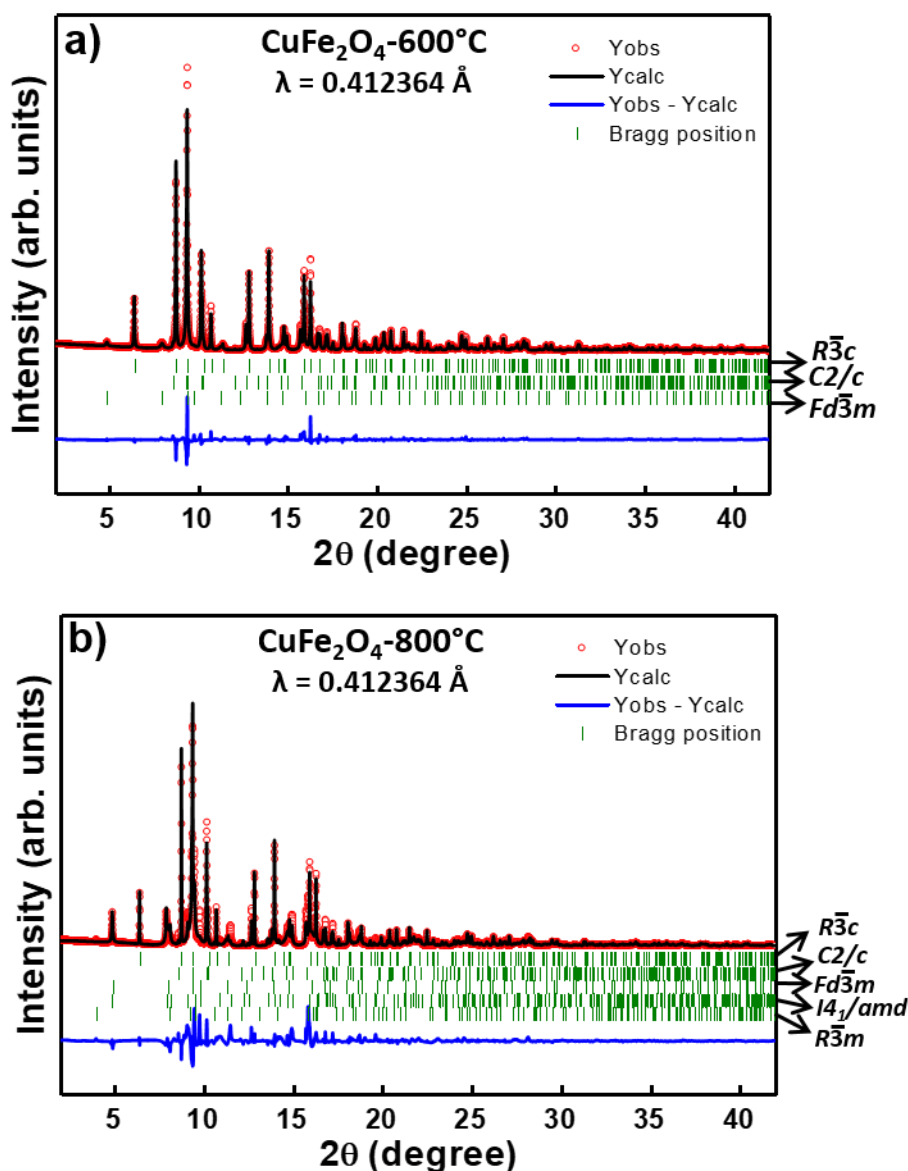 a)
CuFe₂O₄-600°C
λ = 0.412364 Å
Yobs
Ycalc
Yobs - Ycalc
Bragg position
Intensity (arb. units)
R3̅c
C2/c
Fd3̅m
5 10 15 20 25 30 35 40
2θ (degree)
b)
CuFe₂O₄-800°C
λ = 0.412364 Å
Yobs
Ycalc
Yobs - Ycalc
Bragg position
Intensity (arb. units)
R3̅c
C2/c
Fd3̅m
I4₁/amd
R3̅m
5 10 15 20 25 30 35 40
2θ (degree)